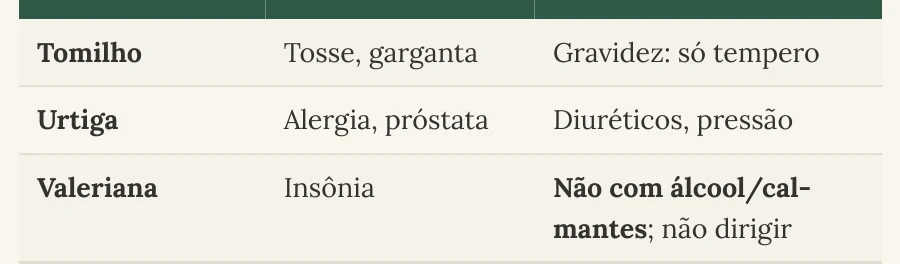 Tomilho Tosse, garganta Gravidez: só tempero
Urtiga Alergia, próstata Diuréticos, pressão
Valeriana Insônia Não com álcool/cal-
mantes; não dirigir